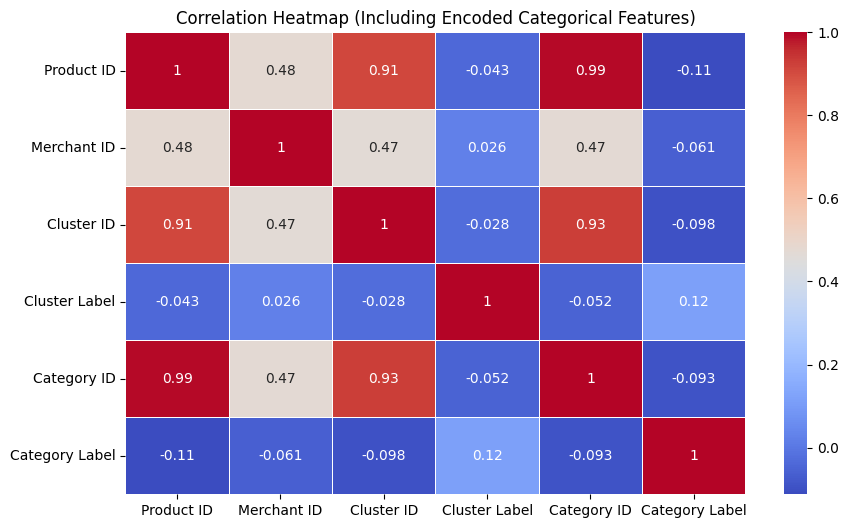 Correlation Heatmap (Including Encoded Categorical Features)
Product ID 1 0.48 0.91 -0.043 0.99 -0.11
Merchant ID 0.48 1 0.47 0.026 0.47 -0.061
Cluster ID 0.91 0.47 1 -0.028 0.93 -0.098
Cluster Label -0.043 0.026 -0.028 1 -0.052 0.12
Category ID 0.99 0.47 0.93 -0.052 1 -0.093
Category Label -0.11 -0.061 -0.098 0.12 -0.093 1
Product ID Merchant ID Cluster ID Cluster Label Category ID Category Label
1.0
0.8
0.6
0.4
0.2
0.0